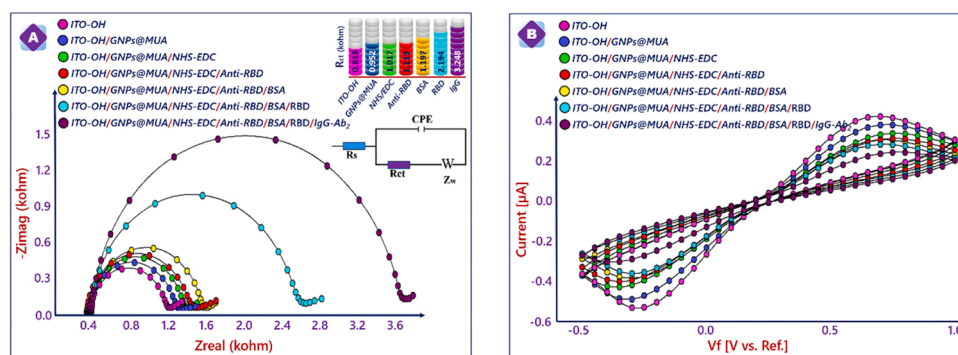 A
ITO-OH
ITO-OH/GNPs@MUA
ITO-OH/GNPs@MUA/NHS-EDC
ITO-OH/GNPs@MUA/NHS-EDC/Anti-RBD
ITO-OH/GNPs@MUA/NHS-EDC/Anti-RBD/BSA
ITO-OH/GNPs@MUA/NHS-EDC/Anti-RBD/BSA/RBD
ITO-OH/GNPs@MUA/NHS-EDC/Anti-RBD/BSA/RBD/IgG-Ab2
Rct (kohm)
0.952
1.017
1.197
2.194
3.248
ITO-OH
GNPs@MUA
NHS/EDC
Anti-RBD
BSA
RBD
IgG
CPE
Rs
Rct
W
Zw
-Zimag (kohm)
1.5
1.2
0.9
0.6
0.3
0.0
0.4 0.8 1.2 1.6 2.0 2.4 2.8 3.2 3.6 4.0
Zreal (kohm)
B
ITO-OH
ITO-OH/GNPs@MUA
ITO-OH/GNPs@MUA/NHS-EDC
ITO-OH/GNPs@MUA/NHS-EDC/Anti-RBD
ITO-OH/GNPs@MUA/NHS-EDC/Anti-RBD/BSA
ITO-OH/GNPs@MUA/NHS-EDC/Anti-RBD/BSA/RBD
ITO-OH/GNPs@MUA/NHS-EDC/Anti-RBD/BSA/RBD/IgG-Ab2
Current [µA]
0.4
0.2
0.0
-0.2
-0.4
-0.6
-0.5 0.0 0.5 1.0
Vf [V vs. Ref.]